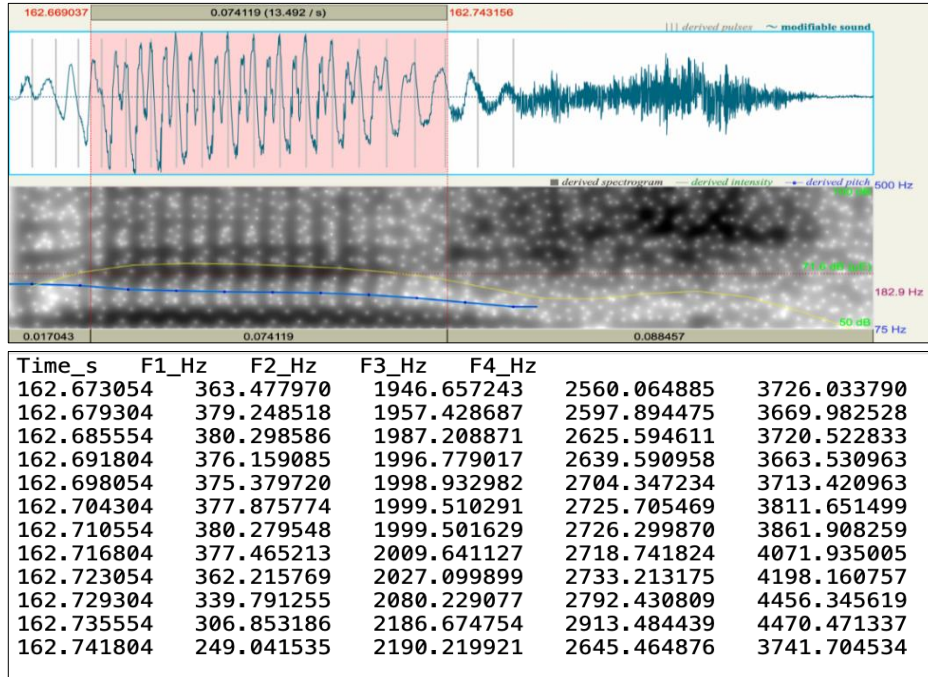 162.669037 0.074119 (13.492 / s) 162.743156
||| derived pulses ~ modifiable sound
derived spectrogram derived intensity derived pitch 500 Hz
182.9 Hz
50 dB 75 Hz
0.017043 0.074119 0.088457
Time_s F1_Hz F2_Hz F3_Hz F4_Hz
162.673054 363.477970 1946.657243 2560.064885 3726.033790
162.679304 379.248518 1957.428687 2597.894475 3669.982528
162.685554 380.298586 1987.208871 2625.594611 3720.522833
162.691804 376.159085 1996.779017 2639.590958 3663.530963
162.698054 375.379720 1998.932982 2704.347234 3713.420963
162.704304 377.875774 1999.510291 2725.705469 3811.651499
162.710554 380.279548 1999.501629 2726.299870 3861.908259
162.716804 377.465213 2009.641127 2718.741824 4071.935005
162.723054 362.215769 2027.099899 2733.213175 4198.160757
162.729304 339.791255 2080.229077 2792.430809 4456.345619
162.735554 306.853186 2186.674754 2913.484439 4470.471337
162.741804 249.041535 2190.219921 2645.464876 3741.704534